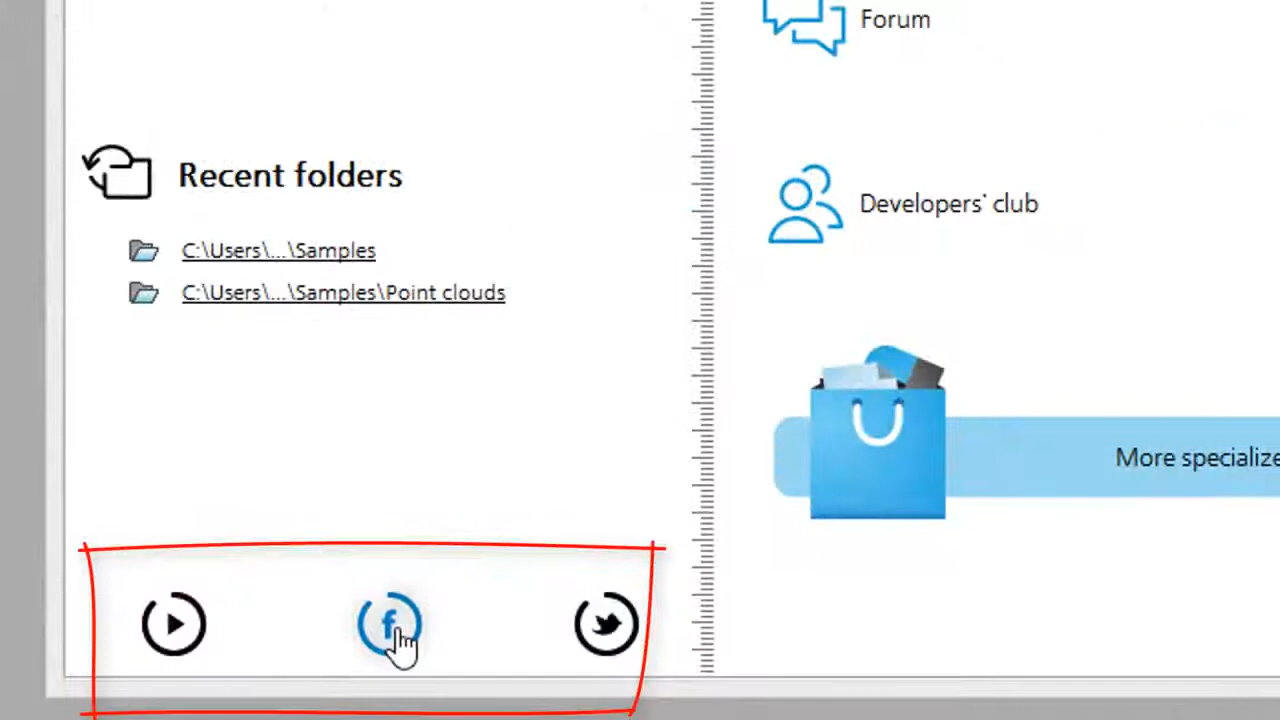 Forum
Recent folders
Developers' club
C:\Users\...\Samples
C:\Users\...\Samples\Point clouds
More specialize
f